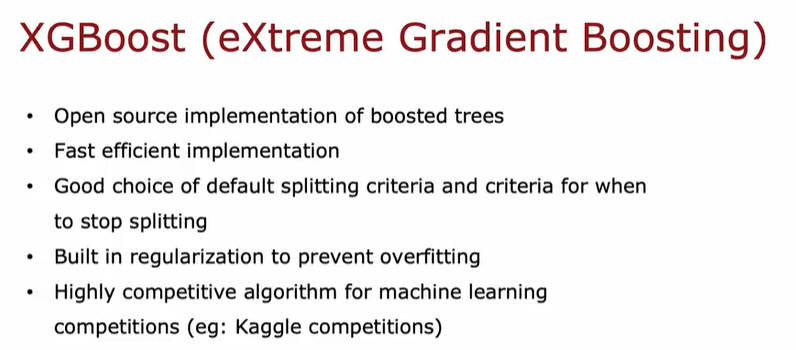 XGBoost (eXtreme Gradient Boosting)
• Open source implementation of boosted trees
• Fast efficient implementation
• Good choice of default splitting criteria and criteria for when
to stop splitting
• Built in regularization to prevent overfitting
• Highly competitive algorithm for machine learning
competitions (eg: Kaggle competitions)